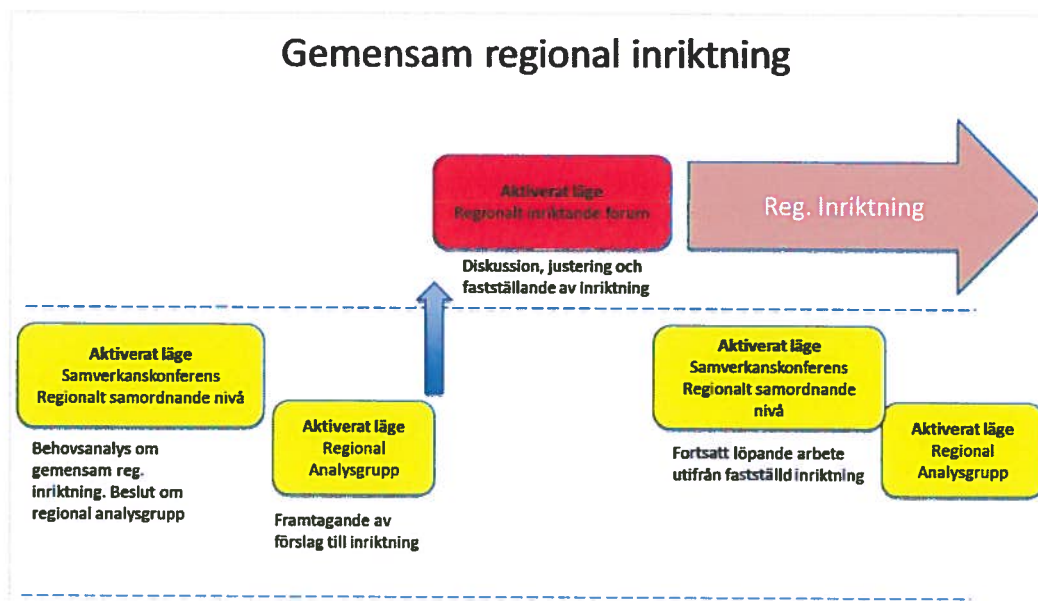 Gemensam regional inriktning
Aktiverat läge
Regionalt inriktande forum
Reg. Inriktning
Diskussion, justering och
fastställande av inriktning
Aktiverat läge
Samverkanskonferens
Regionalt samordnande nivå
Behovsanalys om
gemensam reg.
inriktning. Beslut om
regional analysgrupp
Aktiverat läge
Regional
Analysgrupp
Framtagande av
förslag till inriktning
Aktiverat läge
Samverkanskonferens
Regionalt samordnande
nivå
Fortsatt löpande arbete
utifrån fastställd inriktning
Aktiverat läge
Regional
Analysgrupp